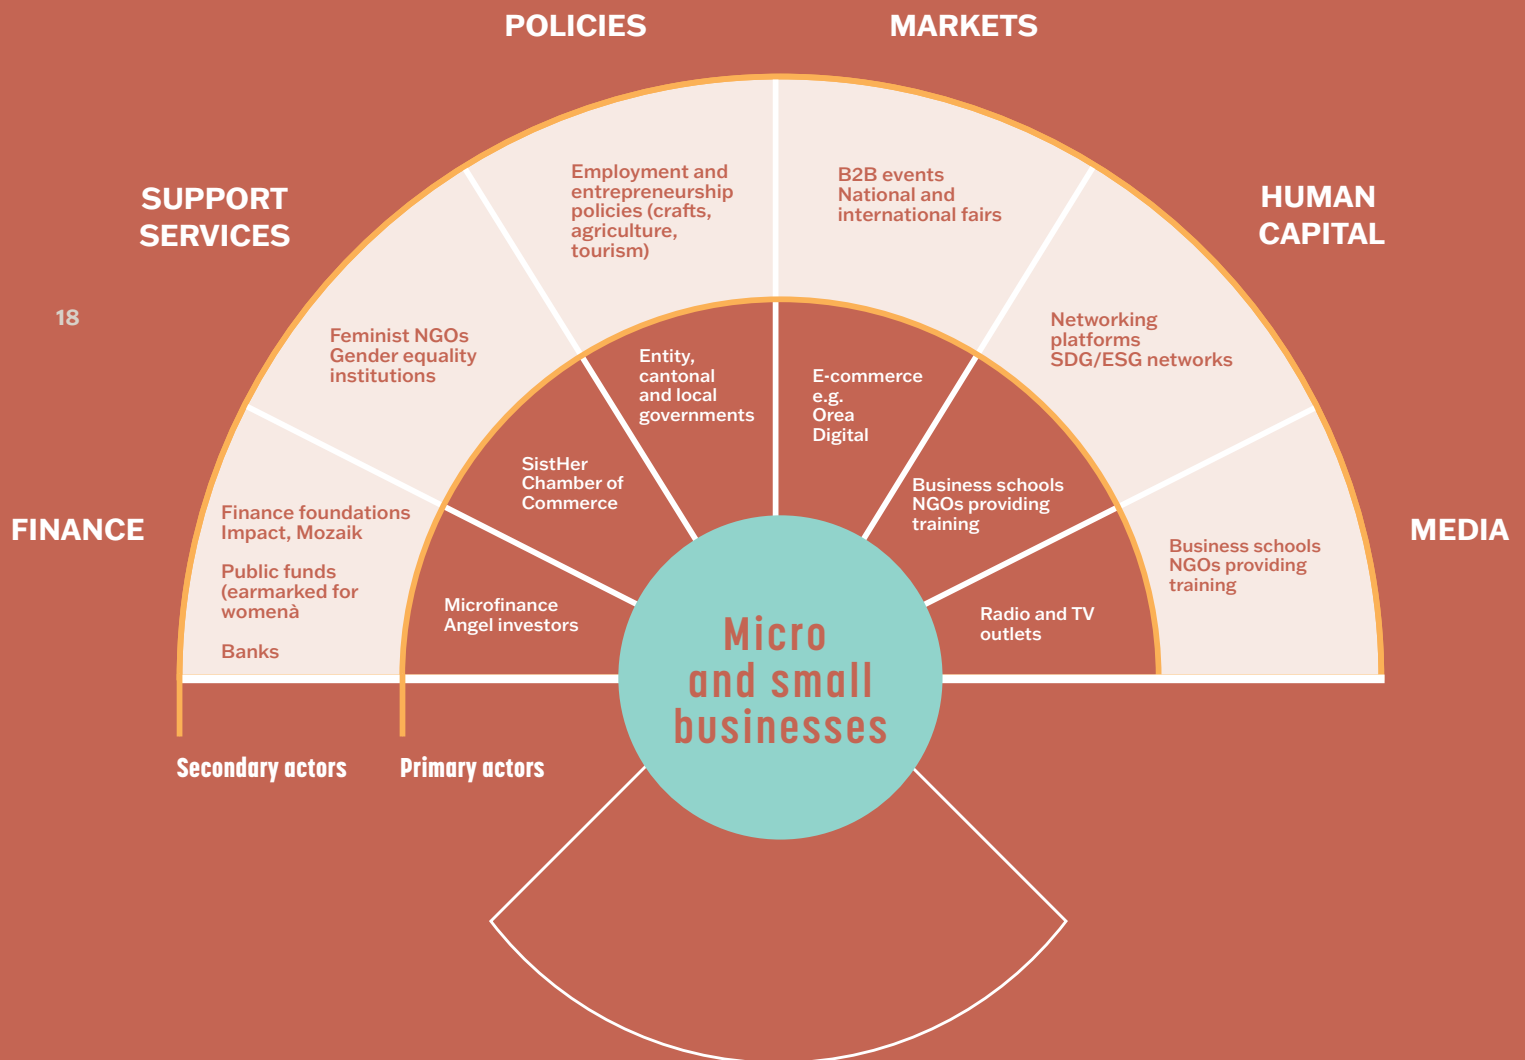 POLICIES
MARKETS
SUPPORT
SERVICES
HUMAN
CAPITAL
FINANCE
MEDIA
18
Employment and
entrepreneurship
policies (crafts,
agriculture,
tourism)
B2B events
National and
international fairs
Feminist NGOs
Gender equality
institutions
Networking
platforms
SDG/ESG networks
Finance foundations
Impact, Mozaik
Public funds
(earmarked for
womenà
Banks
Business schools
NGOs providing
training
Entity,
cantonal
and local
governments
E-commerce
e.g.
Orea
Digital
SistHer
Chamber of
Commerce
Business schools
NGOs providing
training
Microfinance
Angel investors
Radio and TV
outlets
Micro
and small
businesses
Secondary actors
Primary actors